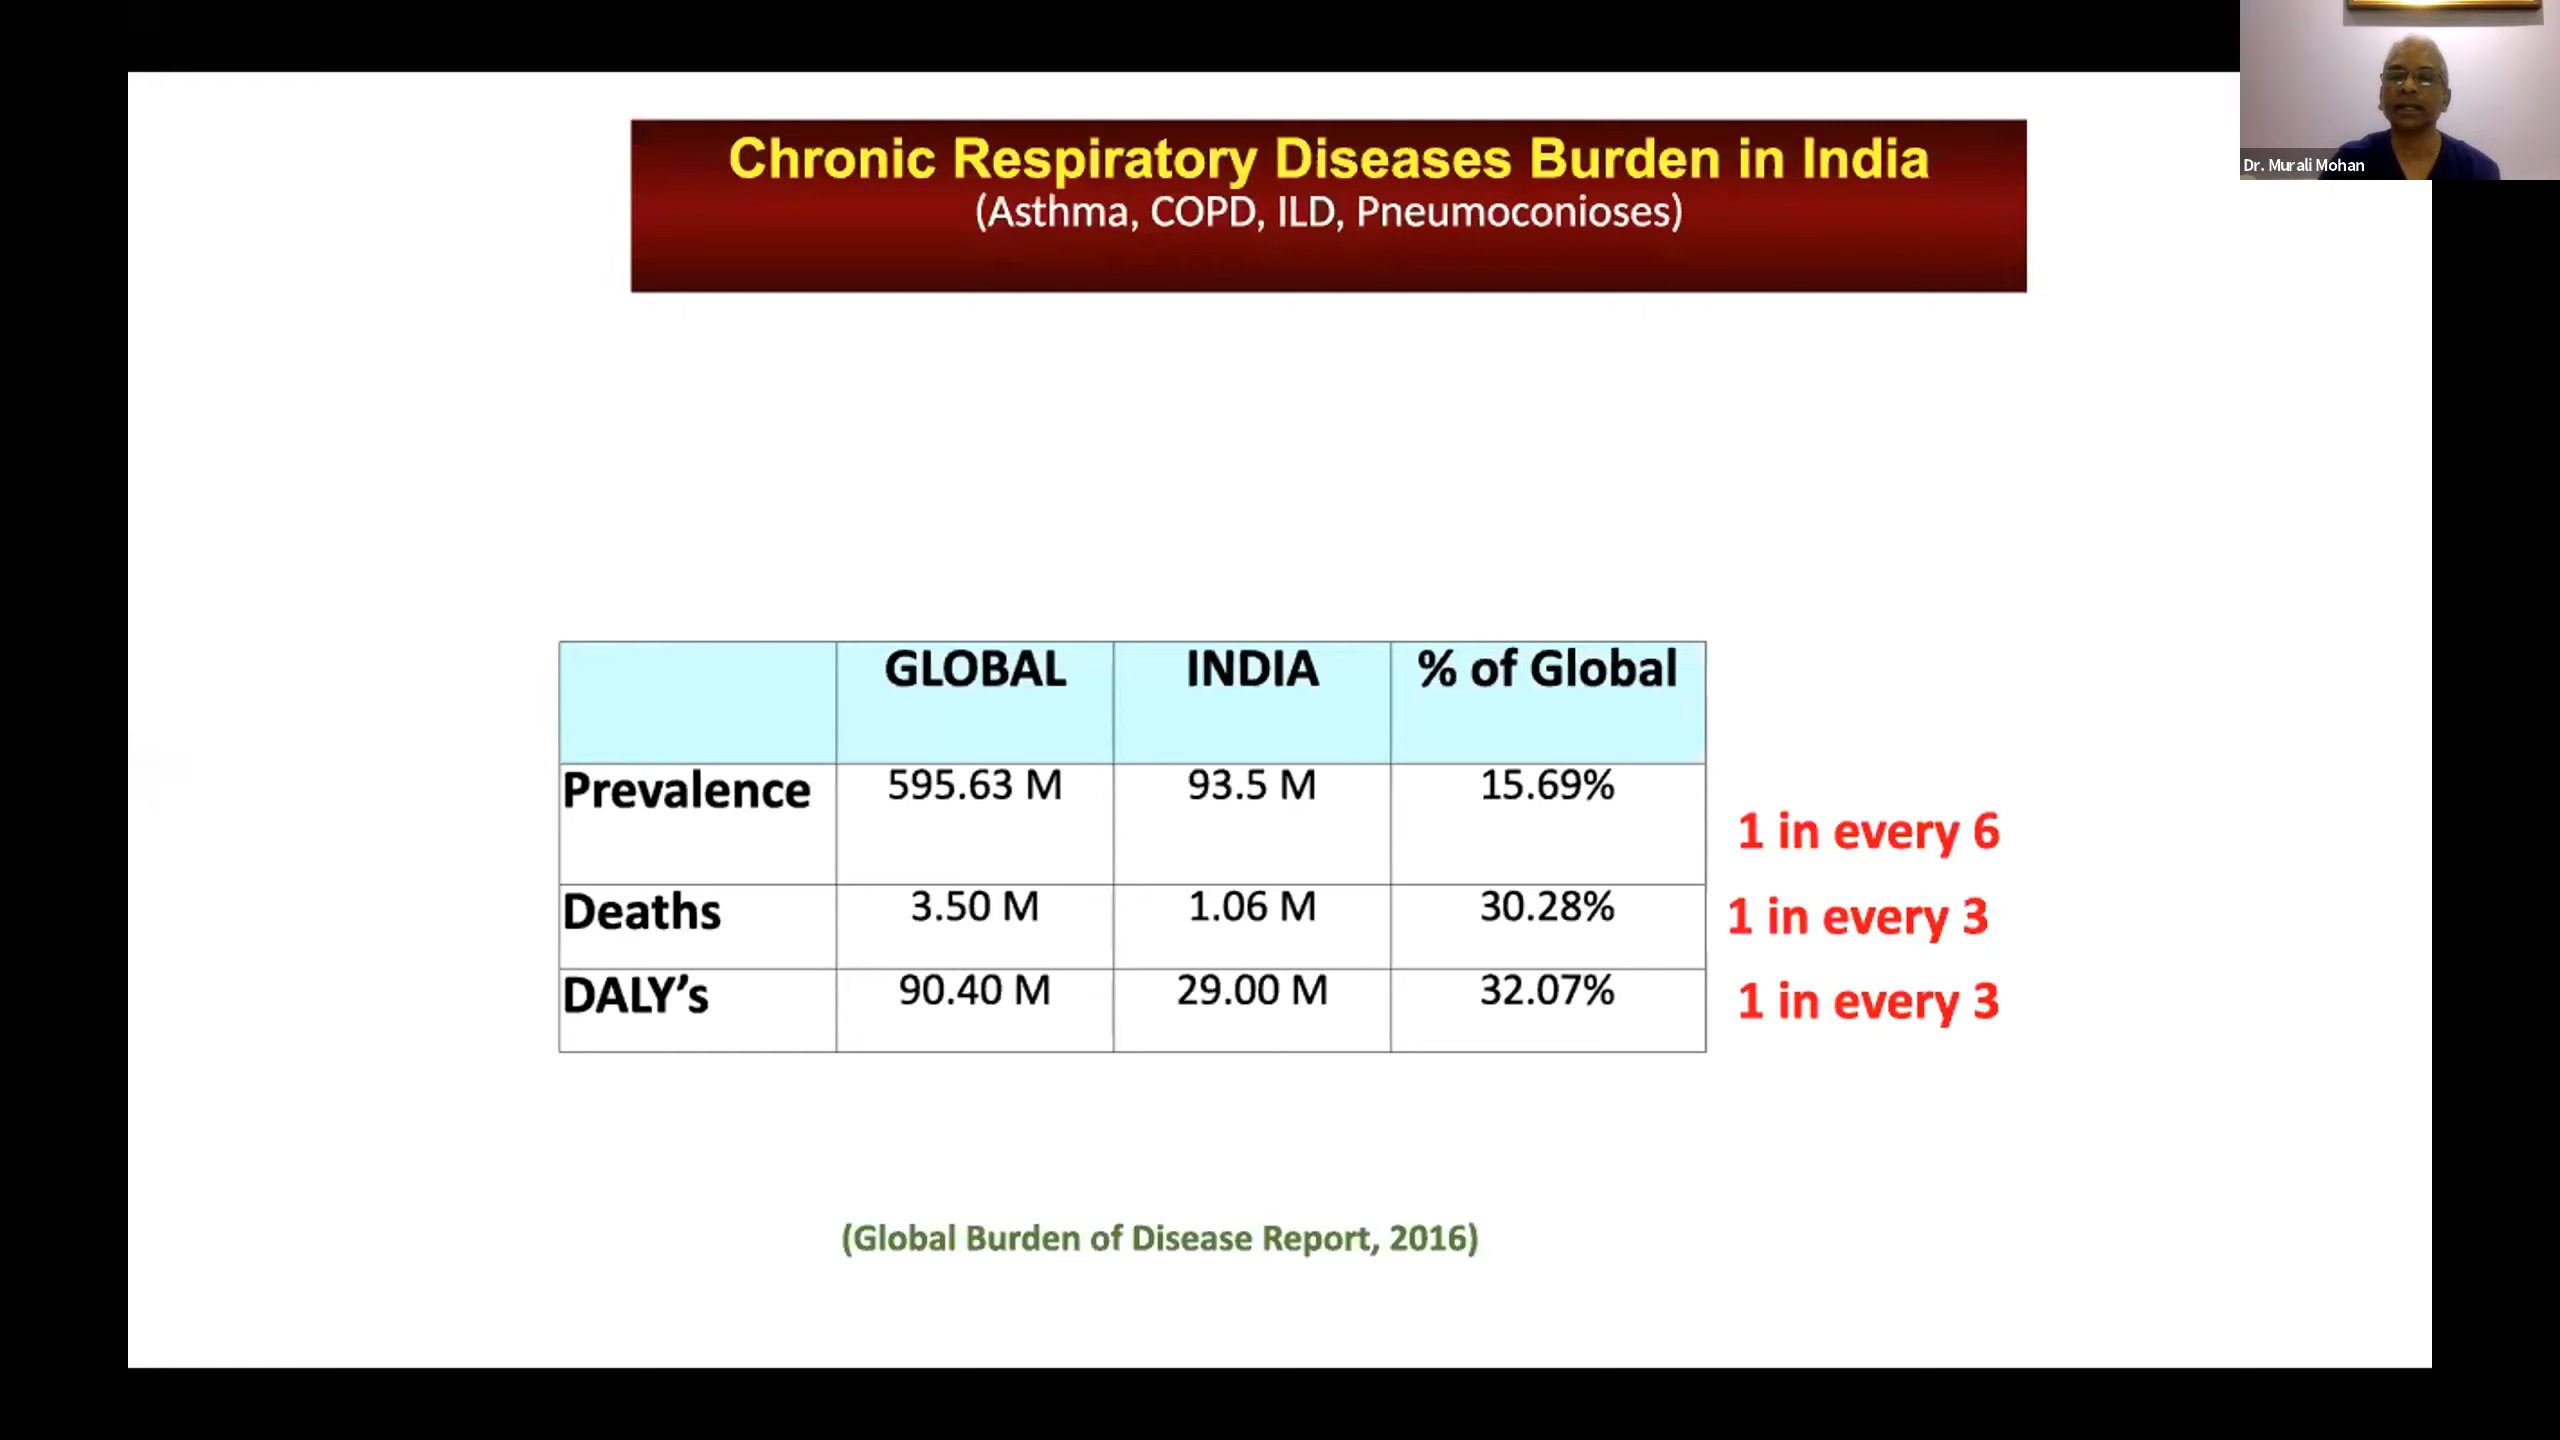 Chronic Respiratory Diseases Burden in India
(Asthma, COPD, ILD, Pneumoconioses)
Dr. Murali Mohan
GLOBAL INDIA % of Global
Prevalence 595.63 M 93.5 M 15.69%
1 in every 6
Deaths 3.50 M 1.06 M 30.28% 1 in every 3
DALY’s 90.40 M 29.00 M 32.07% 1 in every 3
(Global Burden of Disease Report, 2016)